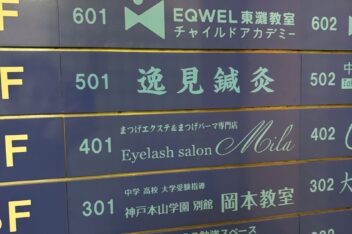 601 EQWEL 東灘教室 602
チャイルドアカデミー
F 501 逸見鍼灸 502 中
F 401 まつげエクステ&まつげパーマ専門店 402
Eyelash salon Mila
F 301 中学 高校 大学受験指導 302
神戸本山学園 別館 岡本教室
F